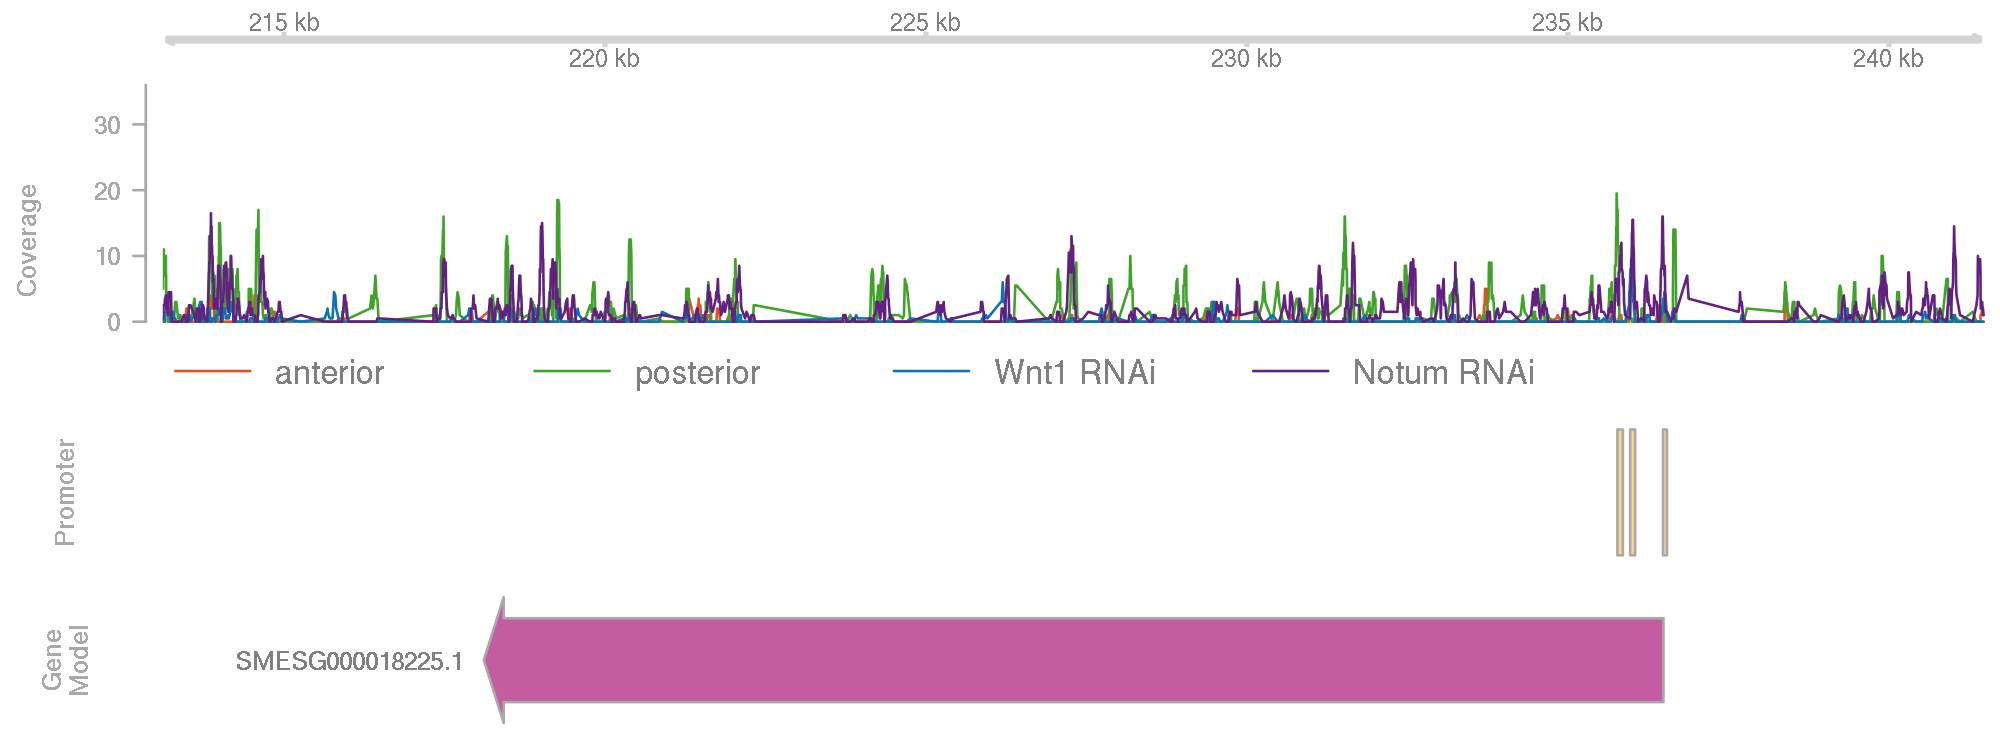 215 kb 225 kb 235 kb
220 kb 230 kb 240 kb
Coverage
30
20
10
0
anterior posterior Wnt1 RNAi Notum RNAi
Promoter
Gene
Model
SMESG000018225.1